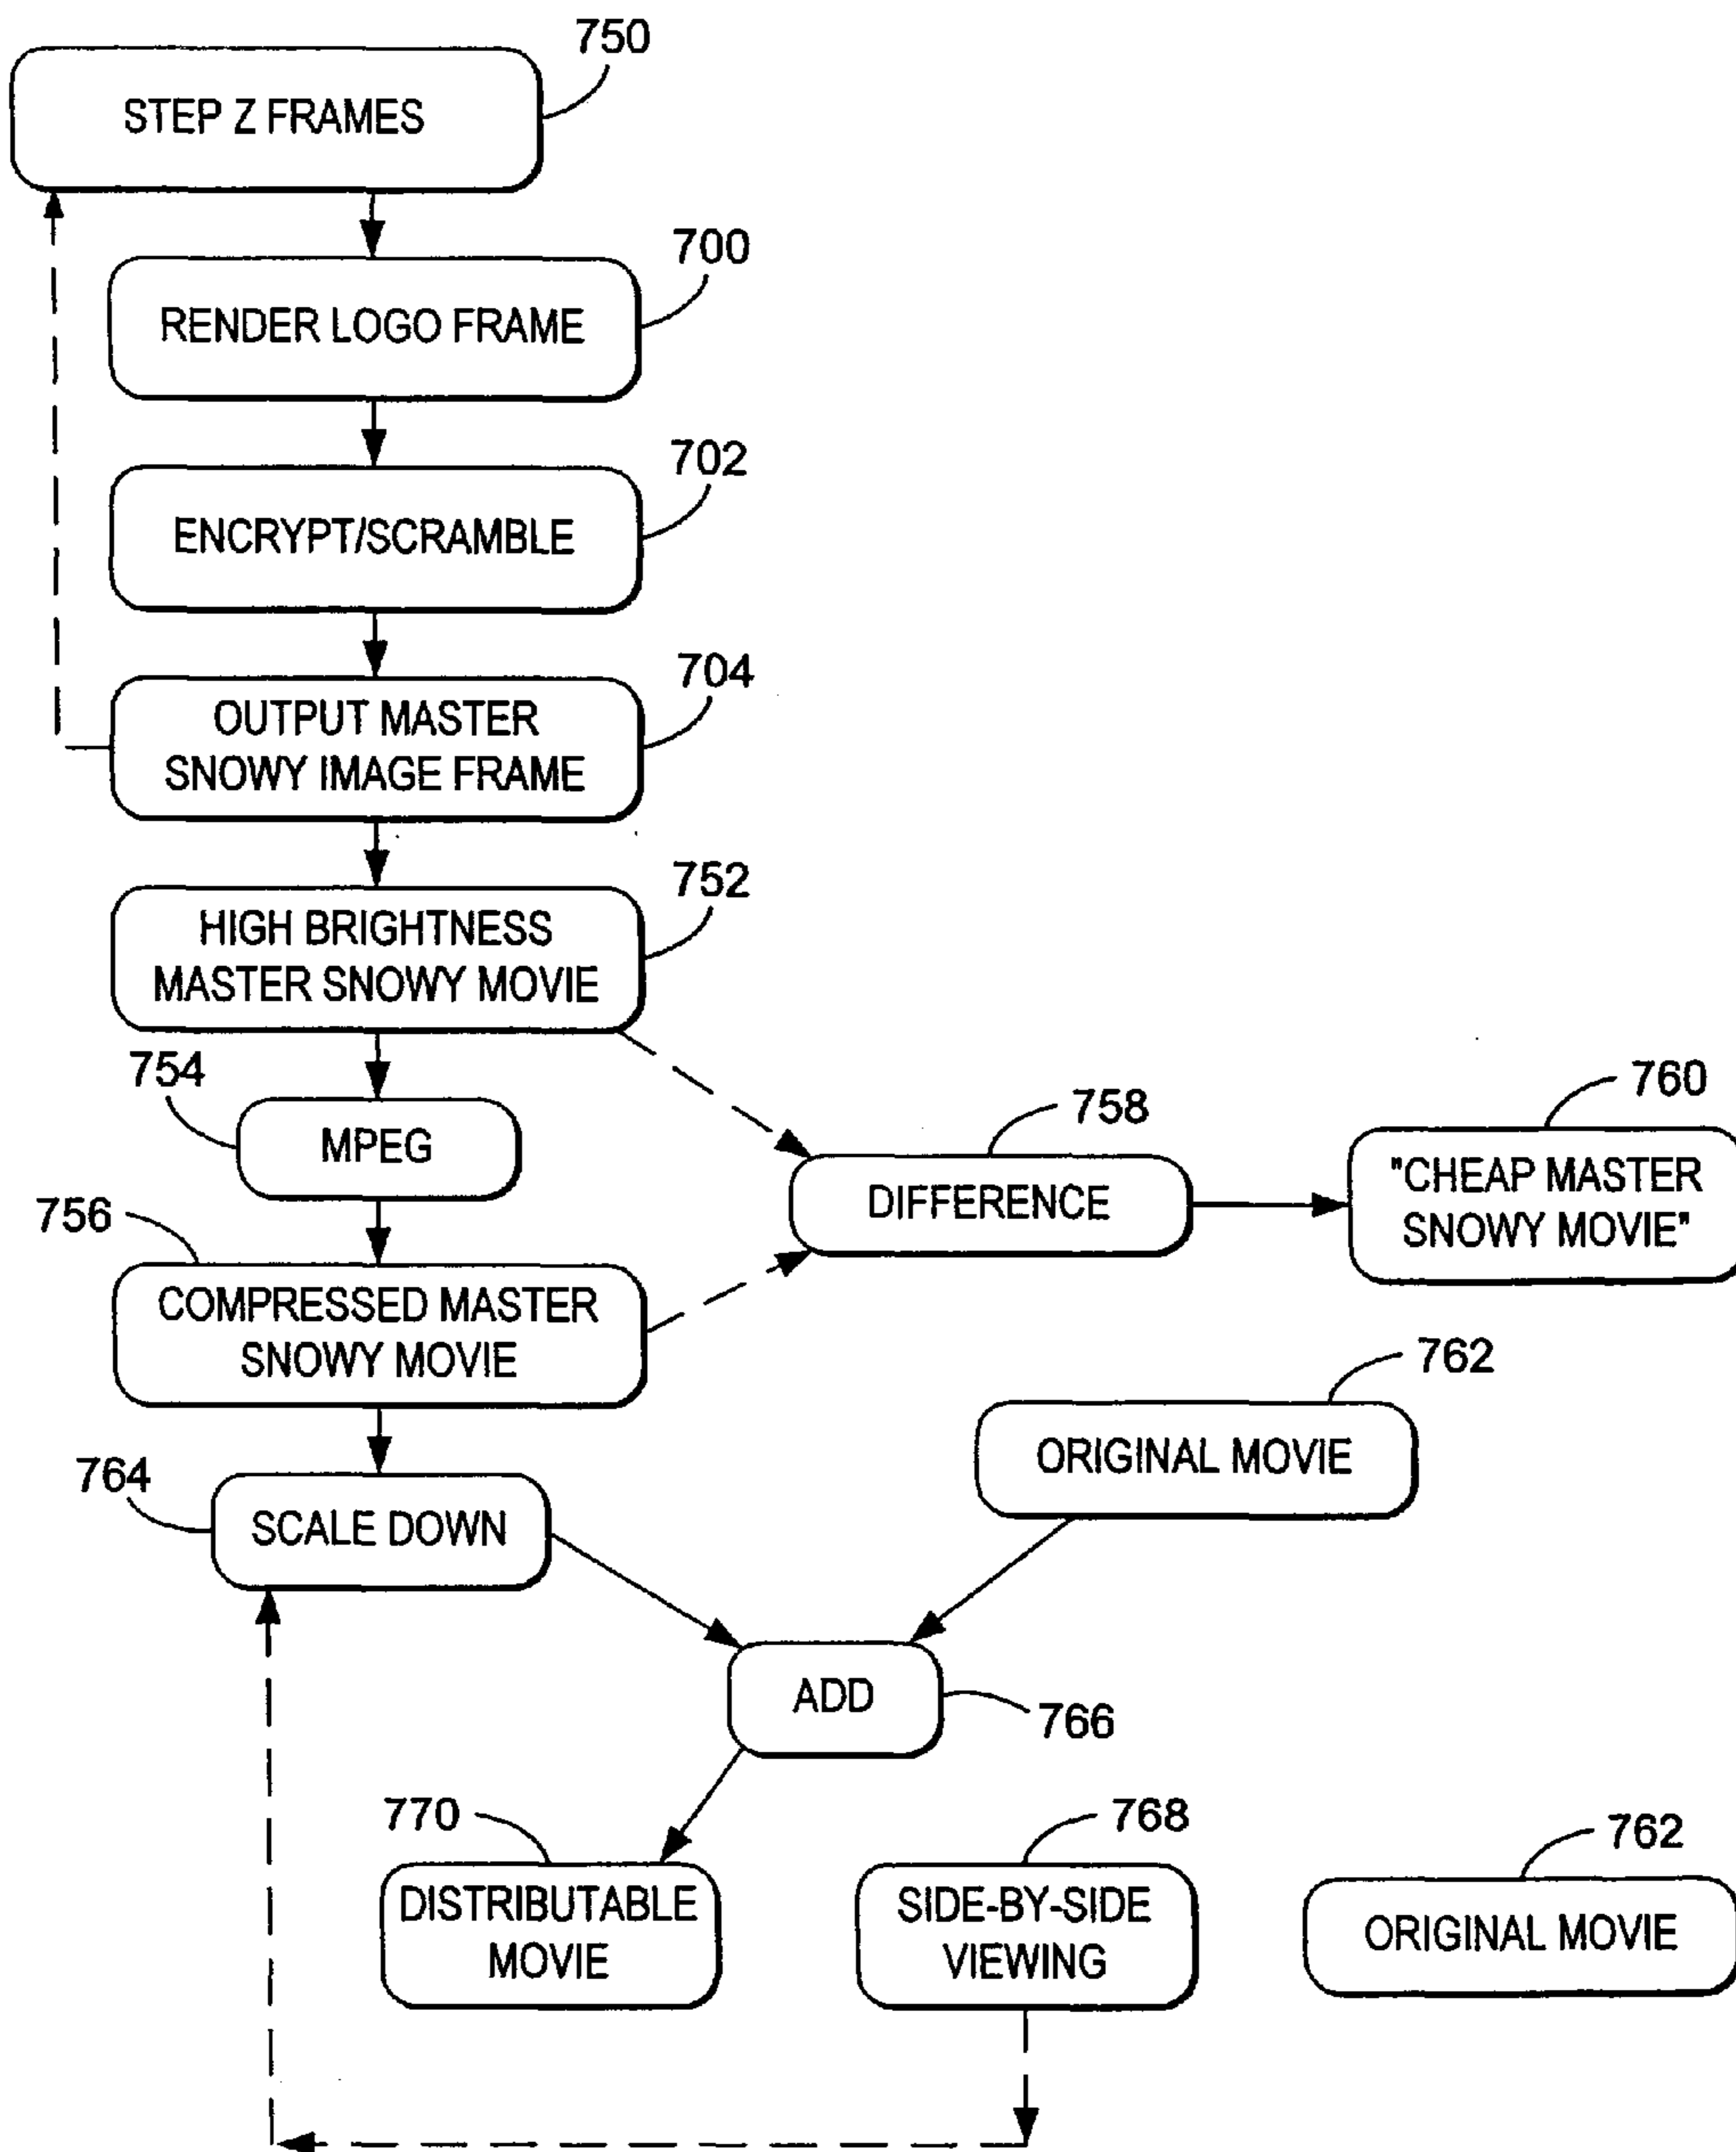 750
STEP Z FRAMES
700
RENDER LOGO FRAME
702
ENCRYPT/SCRAMBLE
704
OUTPUT MASTER
SNOWY IMAGE FRAME
752
HIGH BRIGHTNESS
MASTER SNOWY MOVIE
754
MPEG
758
DIFFERENCE
760
"CHEAP MASTER
SNOWY MOVIE"
756
COMPRESSED MASTER
SNOWY MOVIE
762
ORIGINAL MOVIE
764
SCALE DOWN
ADD
766
770
DISTRIBUTABLE
MOVIE
768
SIDE-BY-SIDE
VIEWING
762
ORIGINAL MOVIE